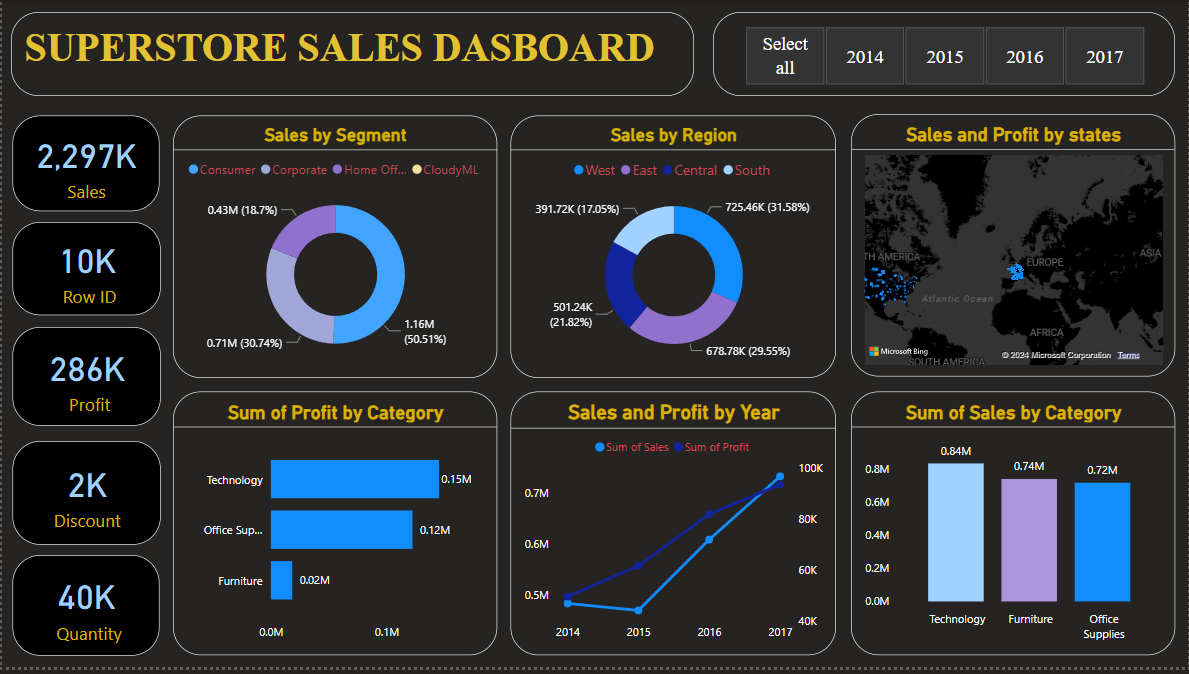 SUPERSTORE SALES DASBOARD
Select
all
2014
2015
2016
2017
2,297K
Sales
10K
Row ID
286K
Profit
2K
Discount
40K
Quantity
Sales by Segment
Consumer Corporate Home Off... CloudyML
0.43M (18.7%)
1.16M
(50.51%)
0.71M (30.74%)
Sales by Region
West East Central South
391.72K (17.05%)
725.46K (31.58%)
501.24K
(21.82%)
678.78K (29.55%)
Sales and Profit by states
TH AMERICA
EUROPE
ASIA
Atlantic Ocean
AFRICA
Microsoft Bing
© 2024 Microsoft Corporation Terms
SOUTH AMERICA
Sum of Profit by Category
Technology
0.15M
Office Sup...
0.12M
Furniture
0.02M
0.0M
0.1M
Sales and Profit by Year
Sum of Sales Sum of Profit
0.7M
0.6M
0.5M
100K
80K
60K
40K
2014
2015
2016
2017
Sum of Sales by Category
0.8M
0.6M
0.4M
0.2M
0.0M
0.84M
0.74M
0.72M
Technology
Furniture
Office
Supplies